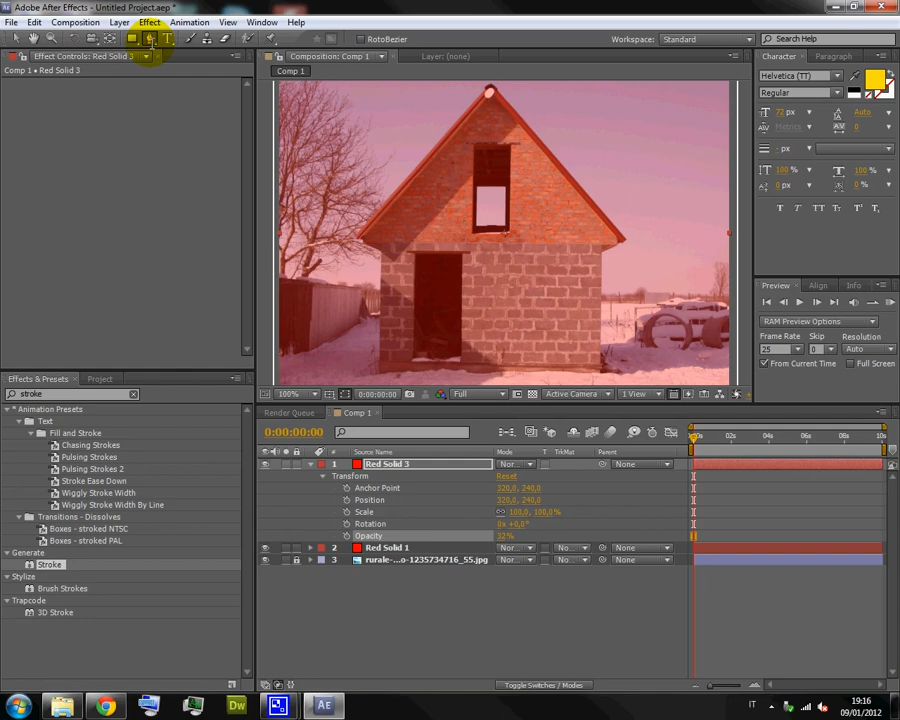 Adobe After Effects - Untitled Project.aep *
File Edit Composition Layer Effect Animation View Window Help
RotoBezier
Workspace: Standard
Search Help
Effect Controls: Red Solid 3
Comp 1 • Red Solid 3
Composition: Comp 1
Layer: (none)
Comp 1
Character
Paragraph
Helvetica (TT)
Regular
72 px
Auto
Metrics
0
- px
100 %
100 %
0 px
0 %
T T TT Tt T' T,
Preview
Align
Info
RAM Preview Options
Frame Rate Skip Resolution
25 0 Auto
From Current Time Full Screen
100% 0:00:00:00 Full Active Camera 1 View
Effects & Presets
Project
stroke
* Animation Presets
Text
Fill and Stroke
Chasing Strokes
Pulsing Strokes
Pulsing Strokes 2
Stroke Ease Down
Wiggly Stroke Width
Wiggly Stroke Width By Line
Transitions - Dissolves
Boxes - stroked NTSC
Boxes - stroked PAL
Generate
Stroke
Stylize
Brush Strokes
Trapcode
3D Stroke
Render Queue
Comp 1
0:00:00:00
02s 04s 06s 08s 10s
# Source Name Mode T TrkMat Parent
1 Red Solid 3 Nor... None
Transform Reset
Anchor Point 320,0, 240,0
Position 320,0, 240,0
Scale 100,0, 100,0%
Rotation 0x +0,0°
Opacity 32%
2 Red Solid 1 Nor... No... None
3 rurale-...o-1235734716_55.jpg Nor... No... None
Toggle Switches / Modes
Dw
Ae
IT
19:16
09/01/2012